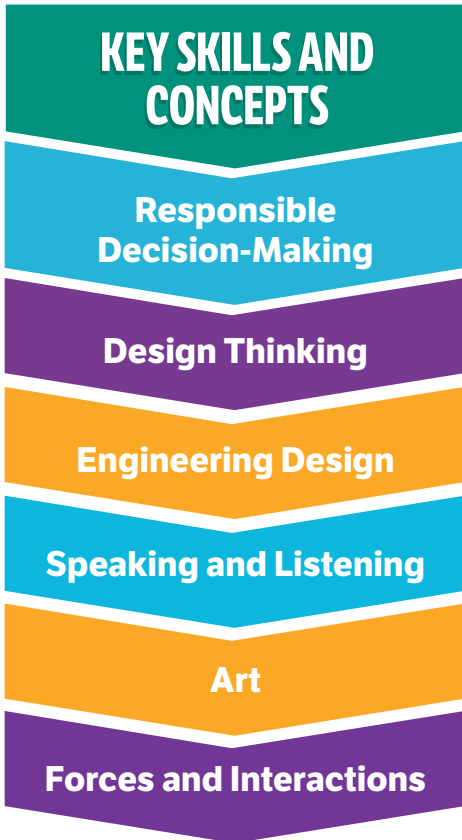 KEY SKILLS AND
CONCEPTS
Responsible
Decision-Making
Design Thinking
Engineering Design
Speaking and Listening
Art
Forces and Interactions